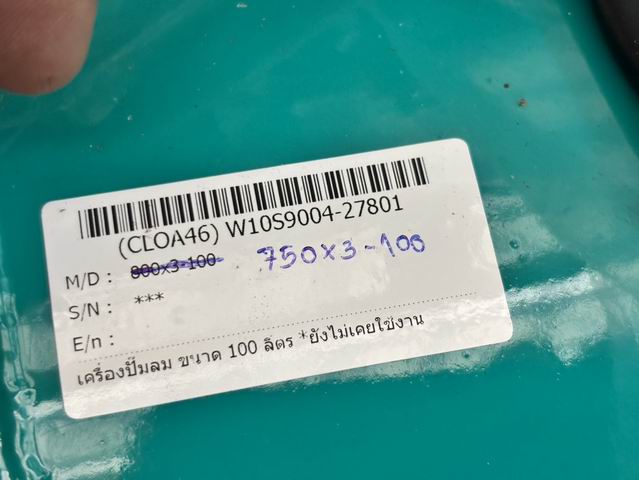 (CLOA46) W10S9004-27801
M/D : 800x3-100 750x3-100
S/N : ***
E/n :
เครื่องปั๊มลม ขนาด 100 ลิตร *ยังไม่เคยใช้งาน